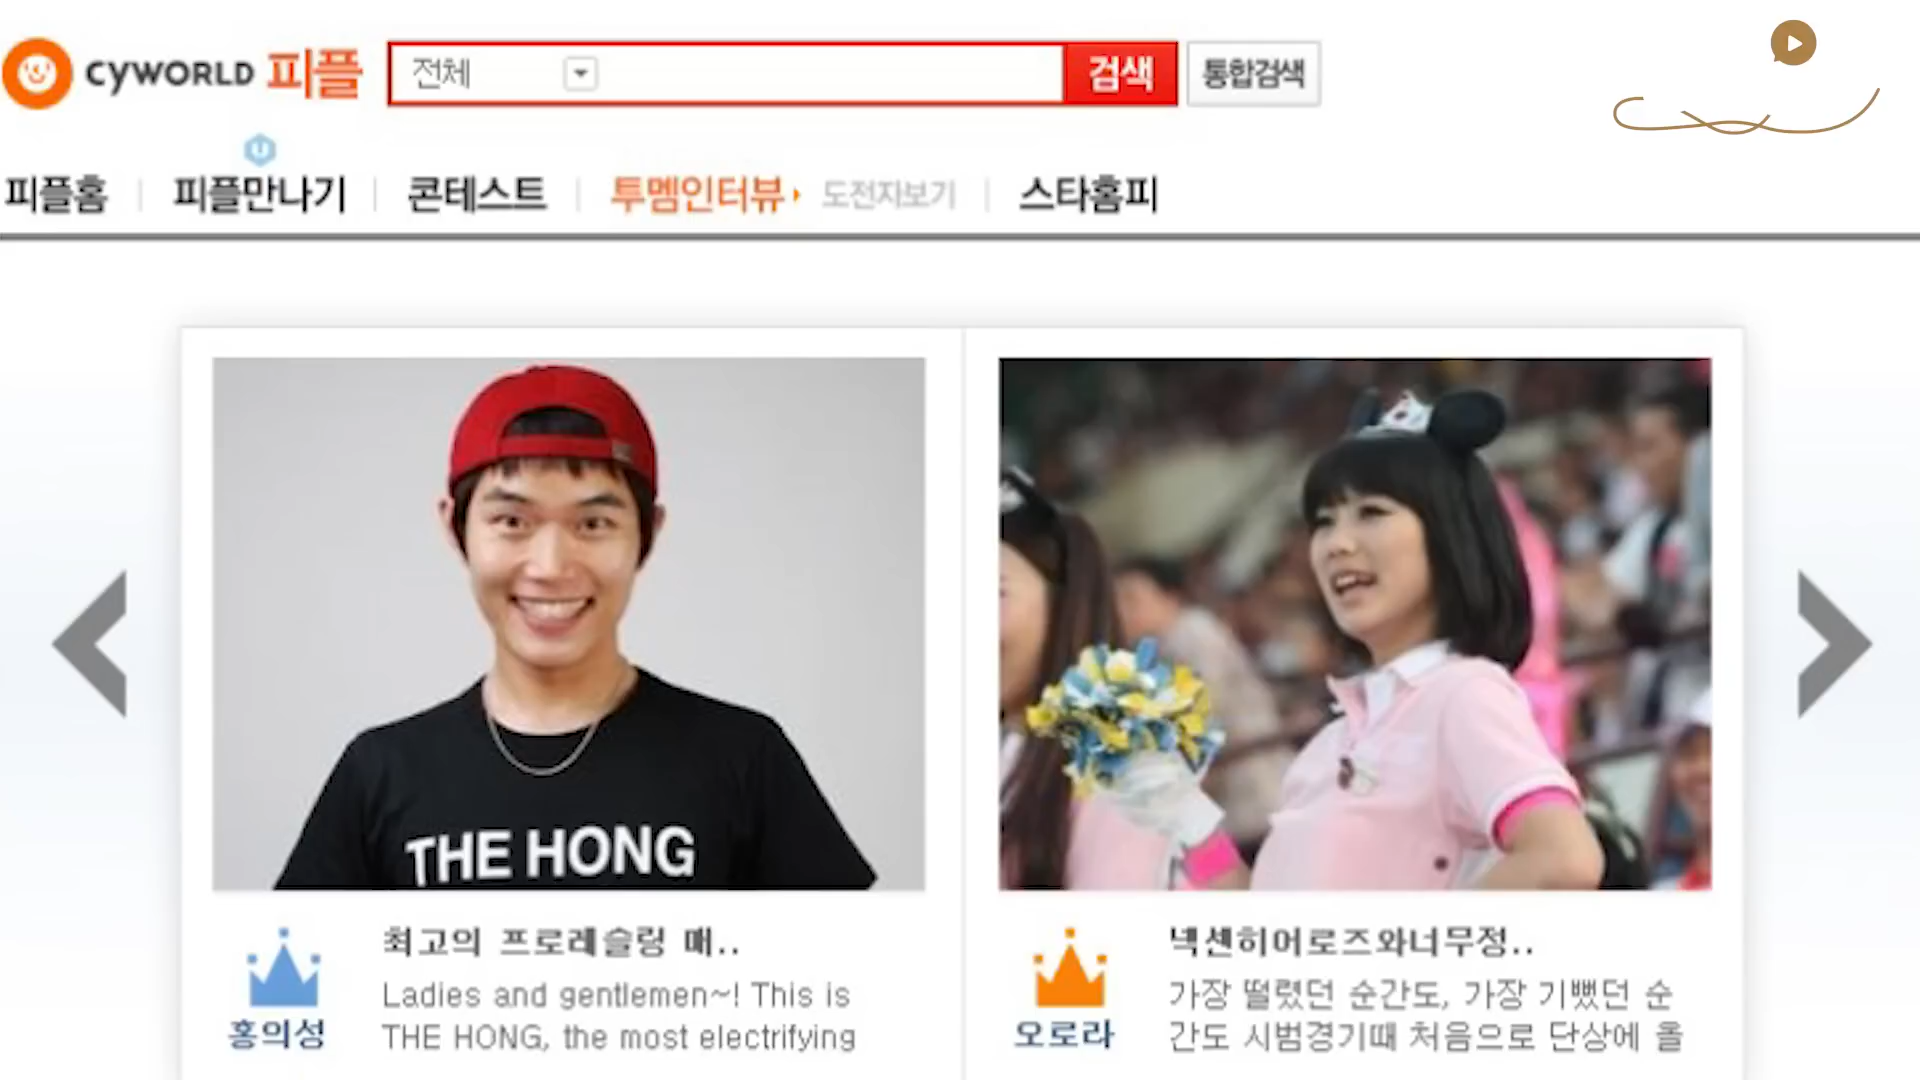 CYWORLD 피플
전체
검색
통합검색
피플홈
피플만나기
콘테스트
투멤인터뷰
도전자보기
스타홈피
THE HONG
최고의 프로레슬링 매..
Ladies and gentlemen~! This is
THE HONG, the most electrifying
홍의성
넥센히어로즈와너무정..
가장 떨렸던 순간도, 가장 기뻤던 순
간도 시범경기때 처음으로 단상에 올
오로라